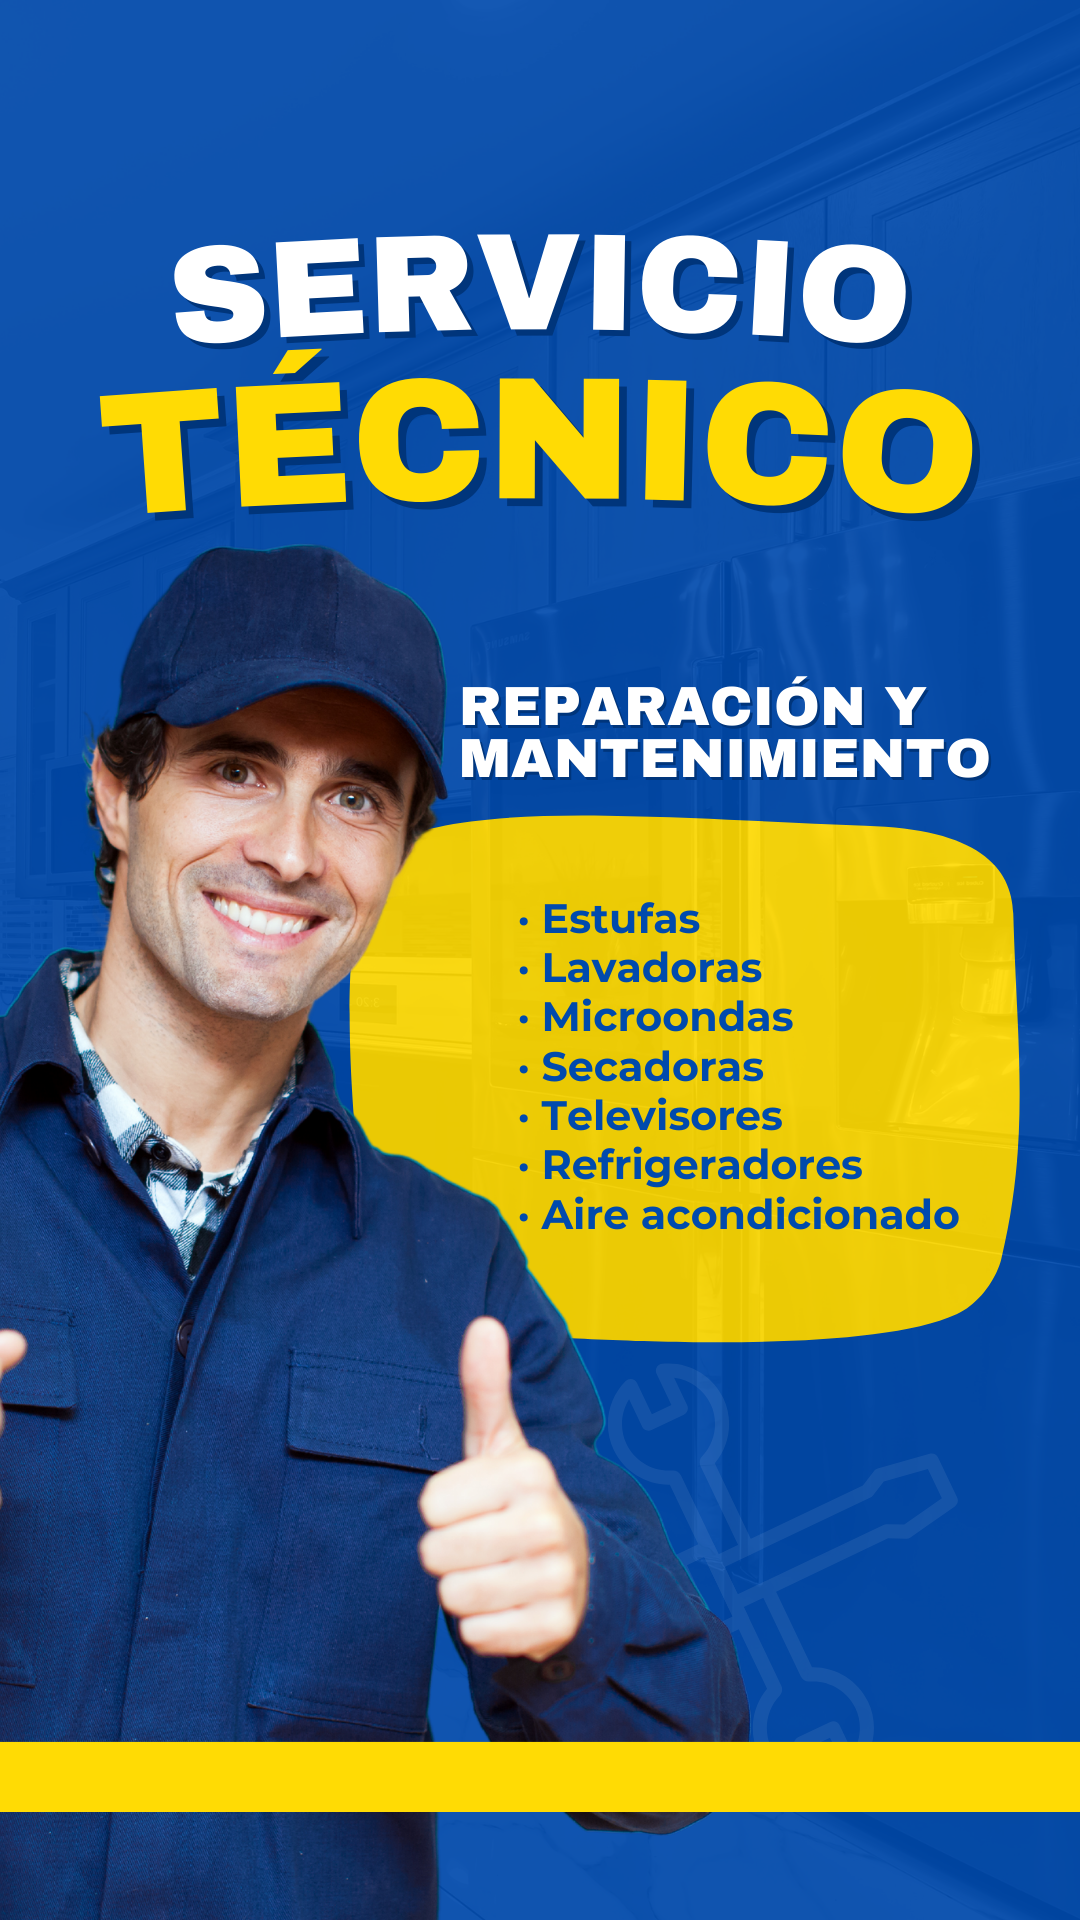 SERVICIO
TÉCNICO
REPARACIÓN Y
MANTENIMIENTO
· Estufas
· Lavadoras
· Microondas
· Secadoras
· Televisores
· Refrigeradores
· Aire acondicionado